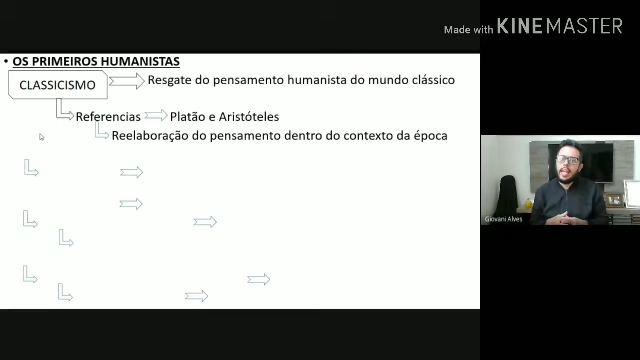 Made with KINEMASTER
• OS PRIMEIROS HUMANISTAS
CLASSICISMO
Resgate do pensamento humanista do mundo clássico
Referencias
Platão e Aristóteles
Reelaboração do pensamento dentro do contexto da época
Giovani Alves